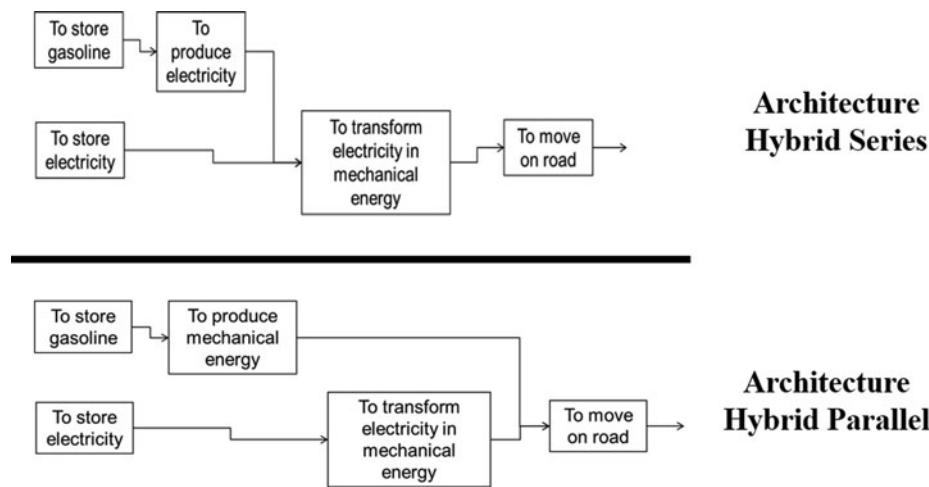 To store
gasoline
To
produce
electricity
To store
electricity
To transform
electricity in
mechanical
energy
To move
on road
Architecture
Hybrid Series
To store
gasoline
To produce
mechanical
energy
To store
electricity
To transform
electricity in
mechanical
energy
To move
on road
Architecture
Hybrid Parallel